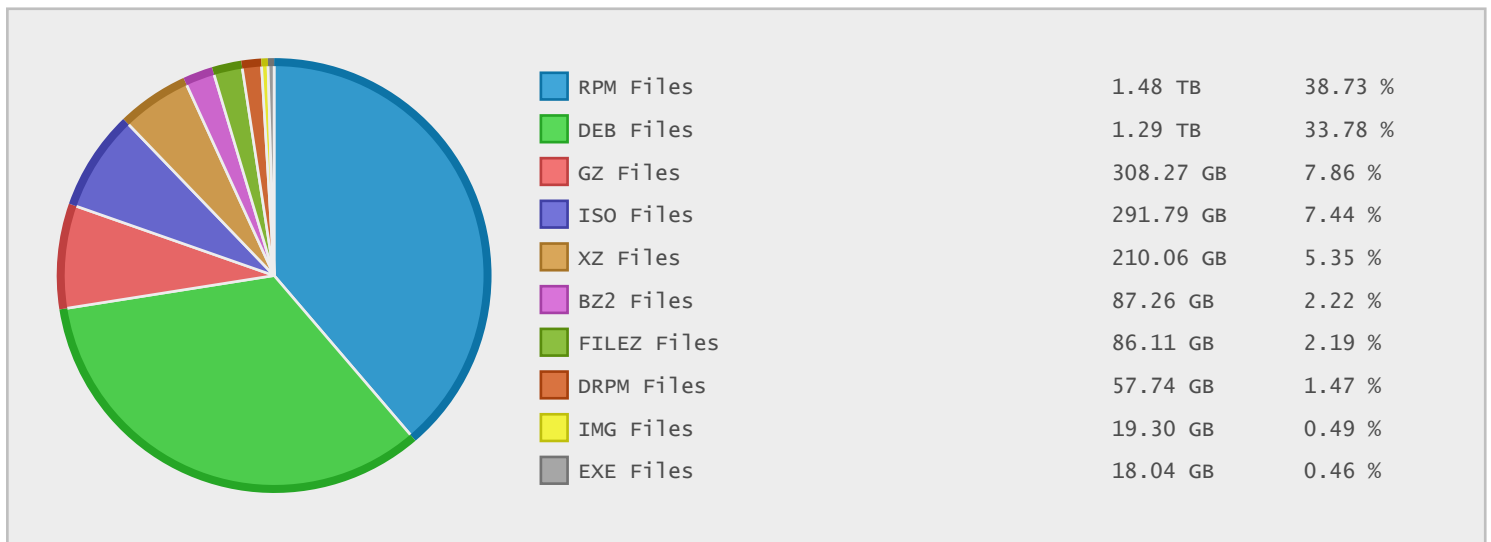 RPM Files 1.48 TB 38.73 %
DEB Files 1.29 TB 33.78 %
GZ Files 308.27 GB 7.86 %
ISO Files 291.79 GB 7.44 %
XZ Files 210.06 GB 5.35 %
BZ2 Files 87.26 GB 2.22 %
FILEZ Files 86.11 GB 2.19 %
DRPM Files 57.74 GB 1.47 %
IMG Files 19.30 GB 0.49 %
EXE Files 18.04 GB 0.46 %